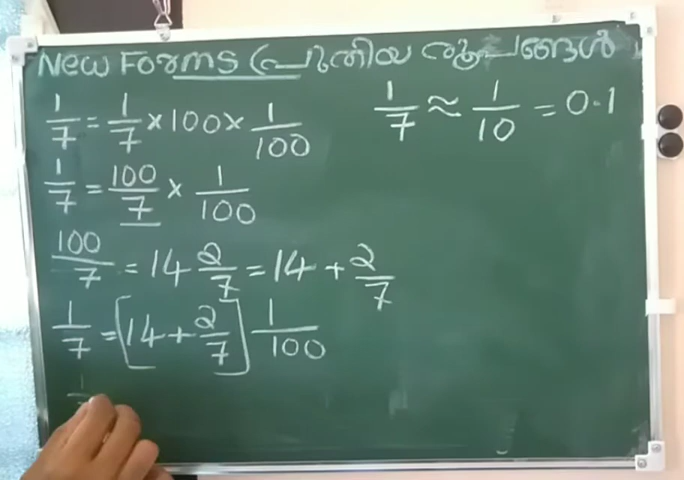 New Forms (പുതിയ രൂപങ്ങൾ
1/7 = 1/7 × 100 × 1/100
1/7 ≈ 1/10 = 0.1
1/7 = 100/7 × 1/100
100/7 = 14 2/7 = 14 + 2/7
1/7 = [14 + 2/7] 1/100